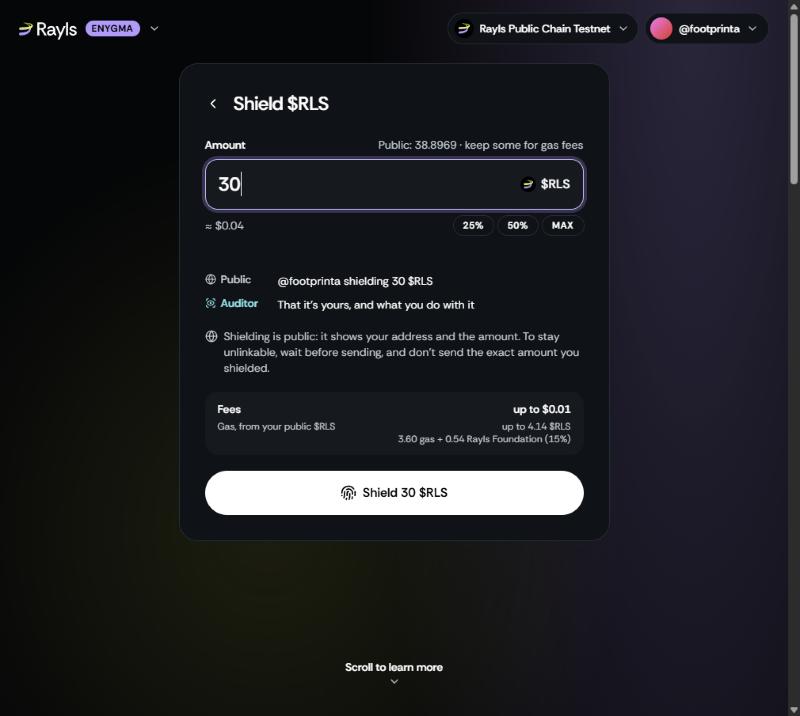 Rayls ENYGMA
Rayls Public Chain Testnet
@footprinta
Shield $RLS
Amount
Public: 38.8969 · keep some for gas fees
30
$RLS
≈ $0.04
25%
50%
MAX
Public
@footprinta shielding 30 $RLS
Auditor
That it's yours, and what you do with it
Shielding is public: it shows your address and the amount. To stay
unlinkable, wait before sending, and don't send the exact amount you
shielded.
Fees
up to $0.01
Gas, from your public $RLS
up to 4.14 $RLS
3.60 gas + 0.54 Rayls Foundation (15%)
Shield 30 $RLS
Scroll to learn more